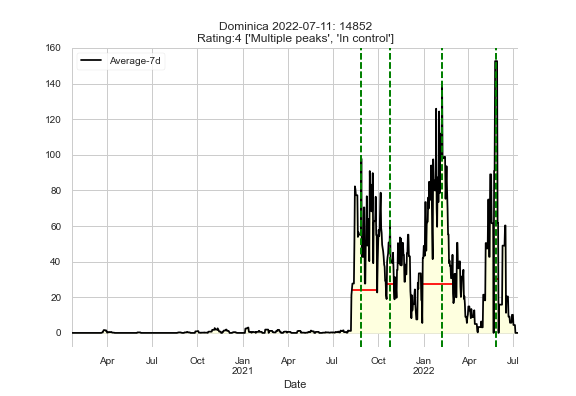 Dominica 2022-07-11: 14852
Rating:4 ['Multiple peaks', 'In control']
160
140
120
100
80
60
40
20
0
Average-7d
Apr Jul Oct Jan Apr Jul Oct Jan Apr Jul
2021 2022
Date